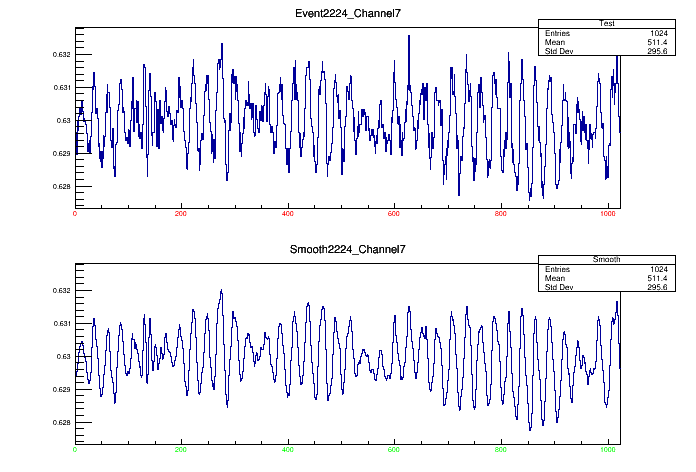 Event2224_Channel7
Test
Entries 1024
Mean 511.4
Std Dev 295.6
0.632
0.631
0.63
0.629
0.628
0 200 400 600 800 1000
Smooth2224_Channel7
Smooth
Entries 1024
Mean 511.4
Std Dev 295.6
0.632
0.631
0.63
0.629
0.628
0 200 400 600 800 1000